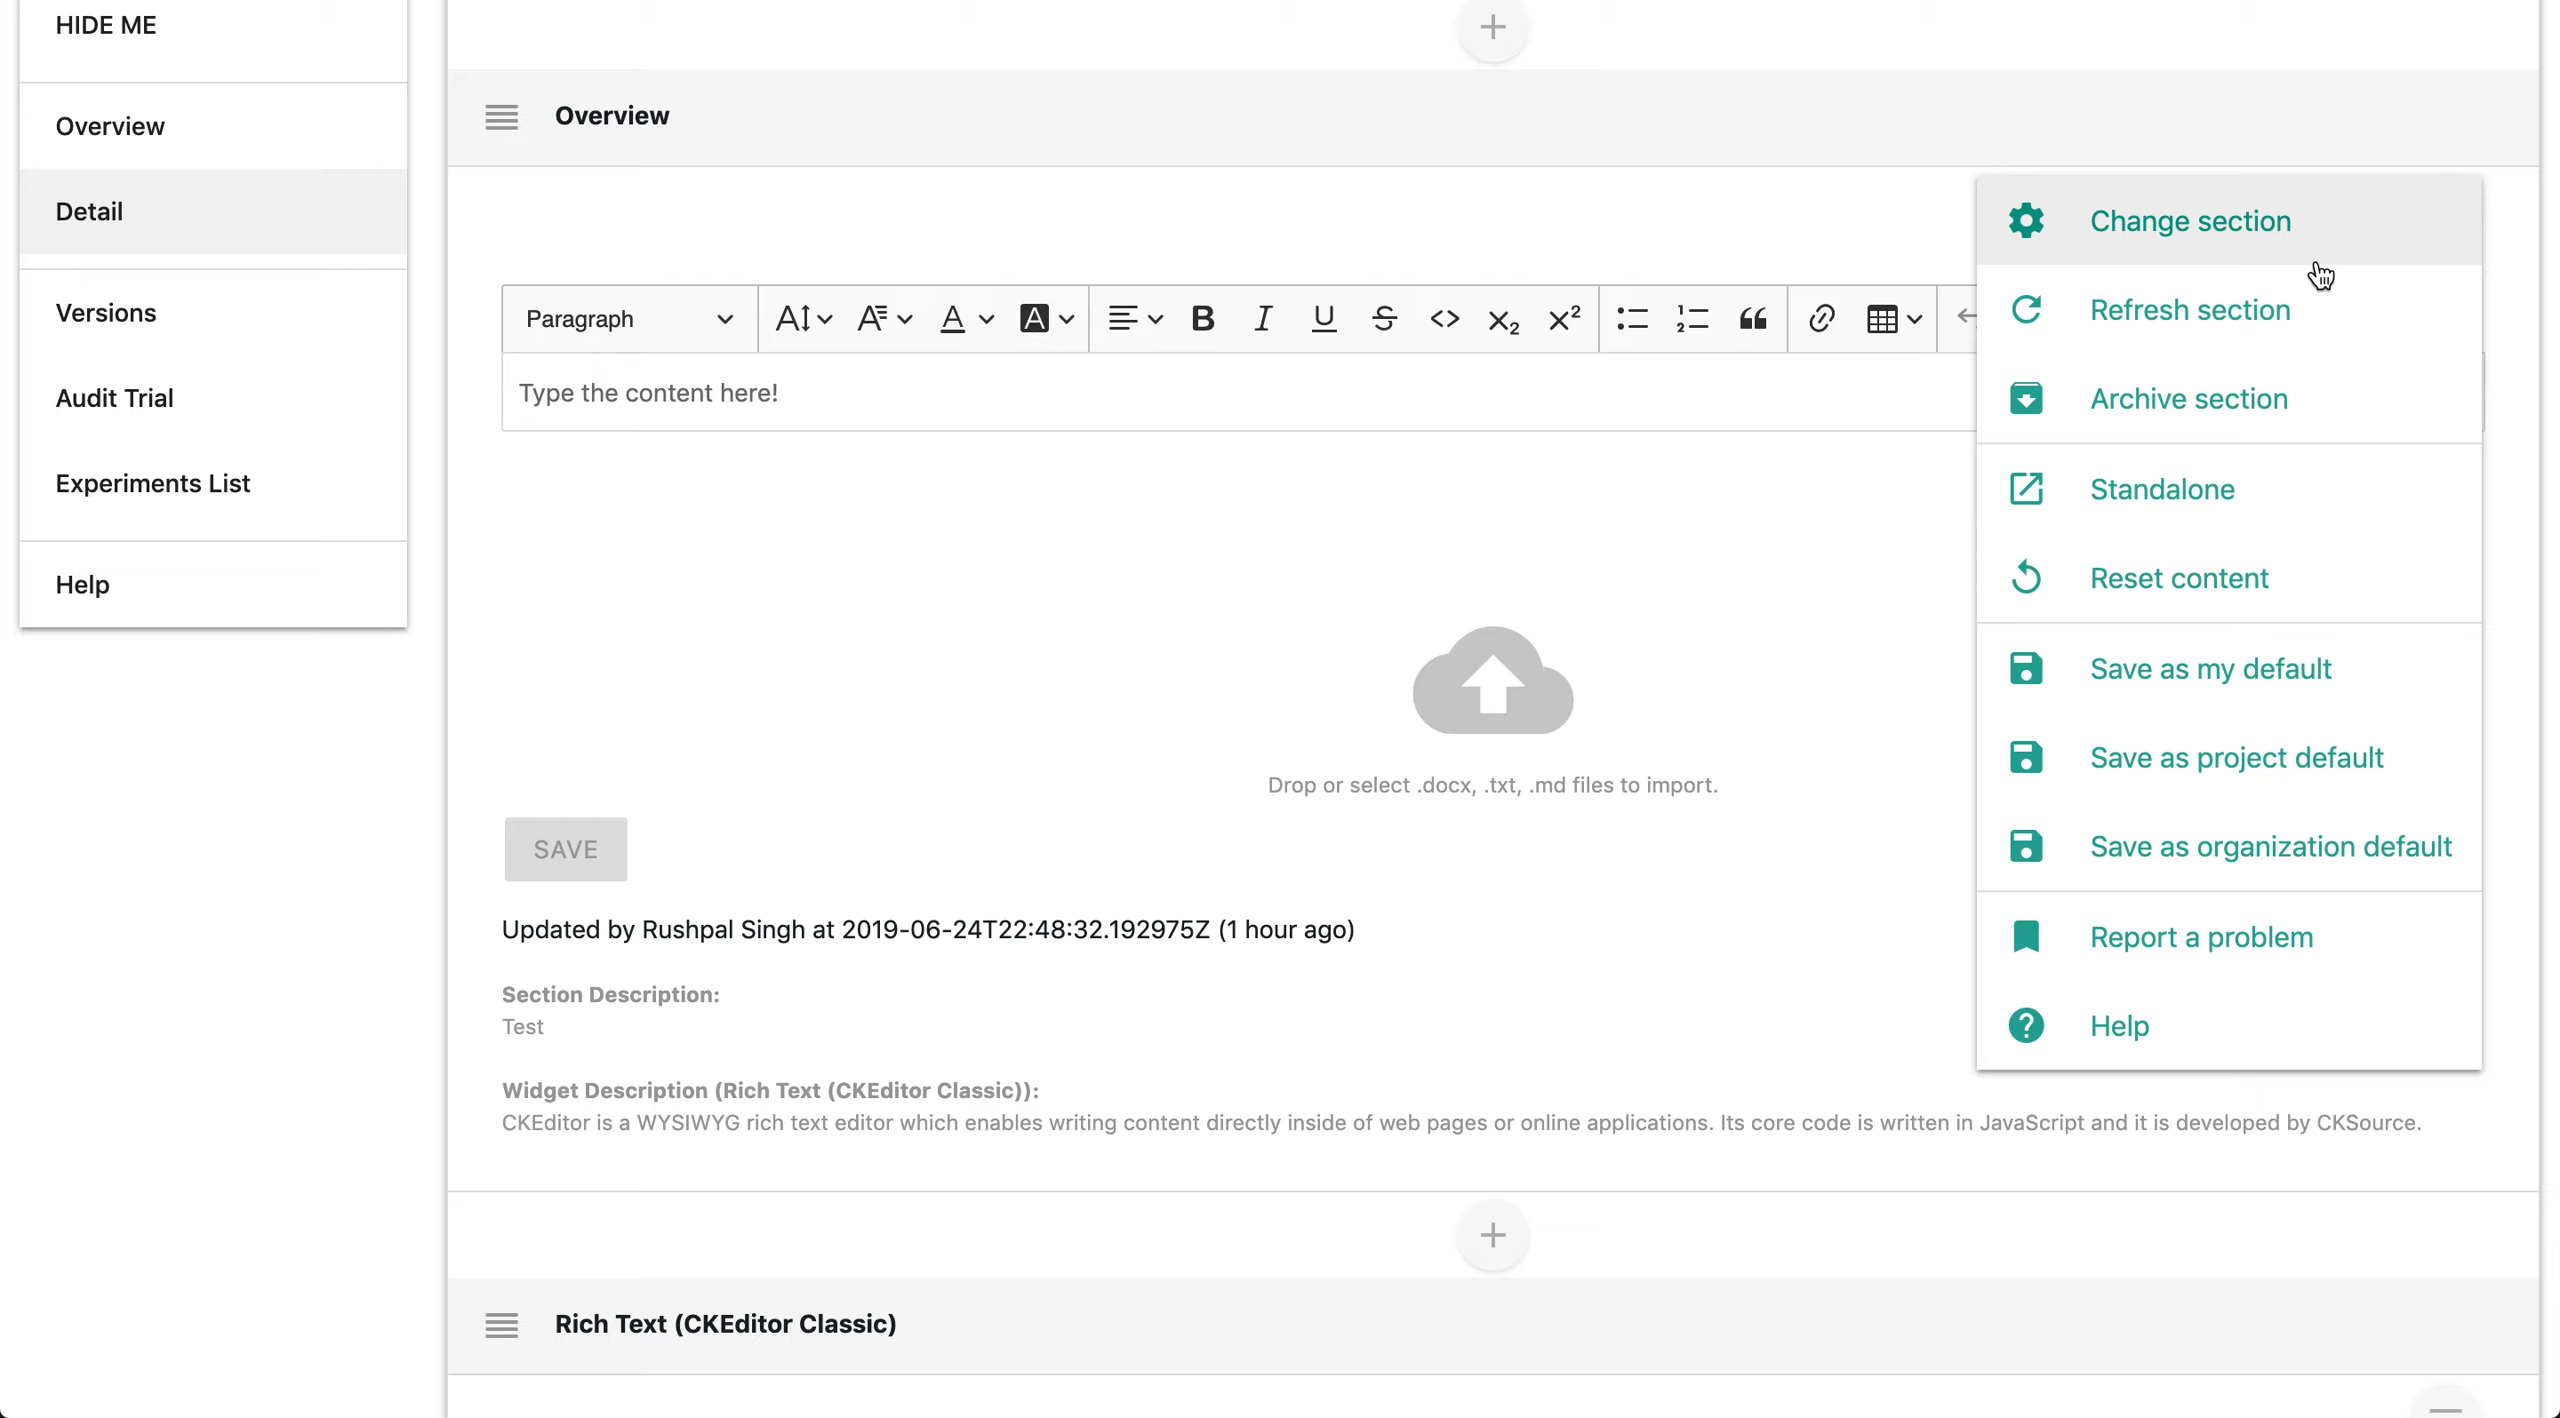 HIDE ME
Overview
Detail
Versions
Audit Trial
Experiments List
Help
Overview
Paragraph
Type the content here!
Drop or select .docx, .txt, .md files to import.
SAVE
Updated by Rushpal Singh at 2019-06-24T22:48:32.192975Z (1 hour ago)
Section Description:
Test
Widget Description (Rich Text (CKEditor Classic)):
CKEditor is a WYSIWYG rich text editor which enables writing content directly inside of web pages or online applications. Its core code is written in JavaScript and it is developed by CKSource.
Rich Text (CKEditor Classic)
Change section
Refresh section
Archive section
Standalone
Reset content
Save as my default
Save as project default
Save as organization default
Report a problem
Help